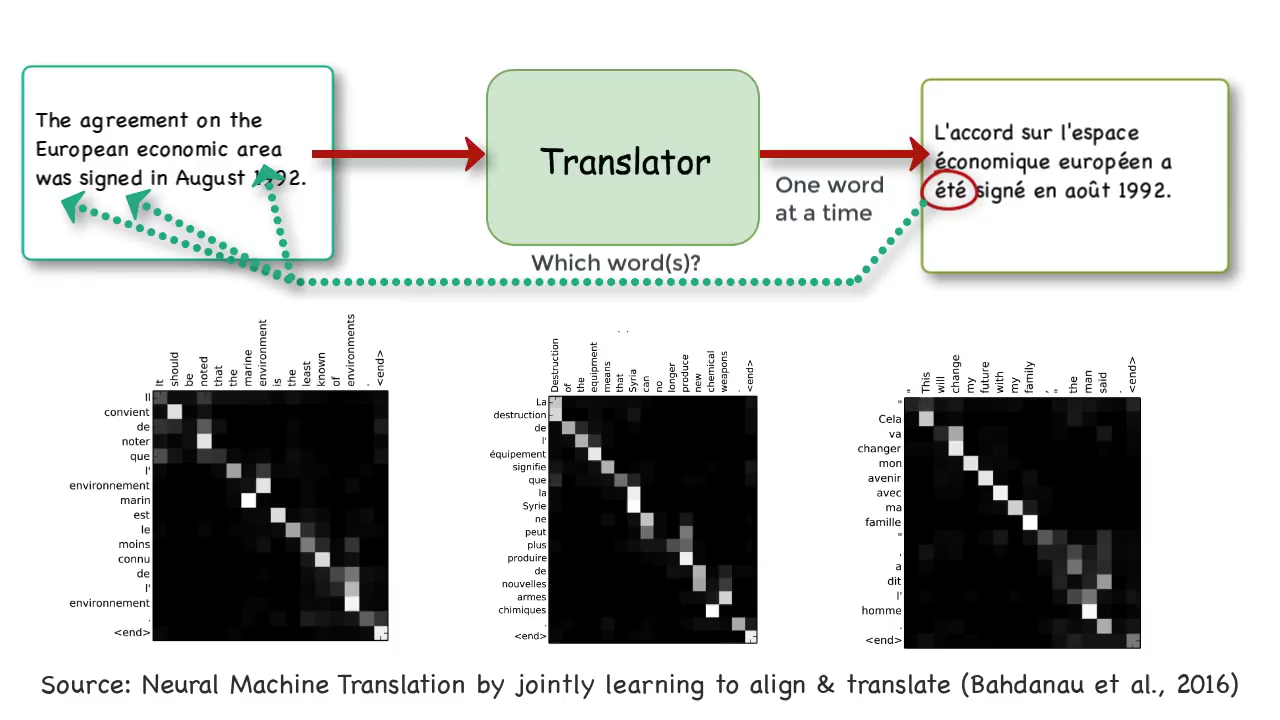 The agreement on the
European economic area
was signed in August 1992.
Translator
One word
at a time
L'accord sur l'espace
économique européen a
été signé en août 1992.
Which word(s)?
It should be noted that the marine environment is the least known of environments . <end>
Il
convient
de
noter
que
l'
environnement
marin
est
le
moins
connu
de
l'
environnement
.
<end>
Destruction of the equipment means that Syria can no longer produce new chemical weapons . <end>
La
destruction
de
l'
équipement
signifie
que
la
Syrie
ne
peut
plus
produire
de
nouvelles
armes
chimiques
.
<end>
" This will change my future with my family , " the man said . <end>
"
Cela
va
changer
mon
avenir
avec
ma
famille
"
,
a
dit
l'
homme
.
<end>
Source: Neural Machine Translation by jointly learning to align & translate (Bahdanau et al., 2016)